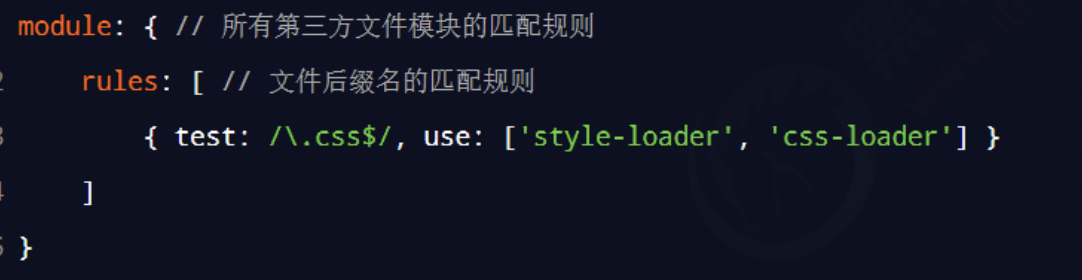 module: { // 所有第三方文件模块的匹配规则
2 rules: [ // 文件后缀名的匹配规则
3 { test: /\.css$/, use: ['style-loader', 'css-loader'] }
4 ]
5 }